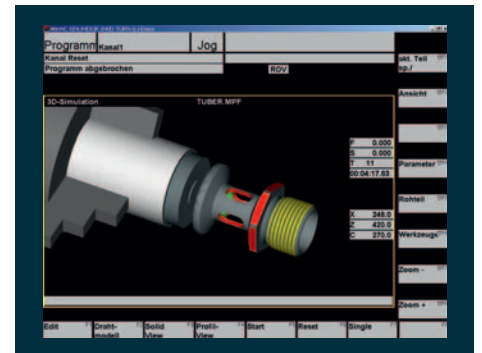 Programm Kanal1 Jog
Kanal Reset
Programm abgebrochen ROV
akt. Teil
sp./
3D-Simulation TUBER.MPF
Ansicht
F 0.000
S 0.000
T 11
00:04:17.63
Parameter
Rohteil
X 248.0
Z 420.0
C 270.0
Werkzeuge
Zoom -
Zoom +
Edit Draht- Solid Profil- Start Reset Single
modell View View